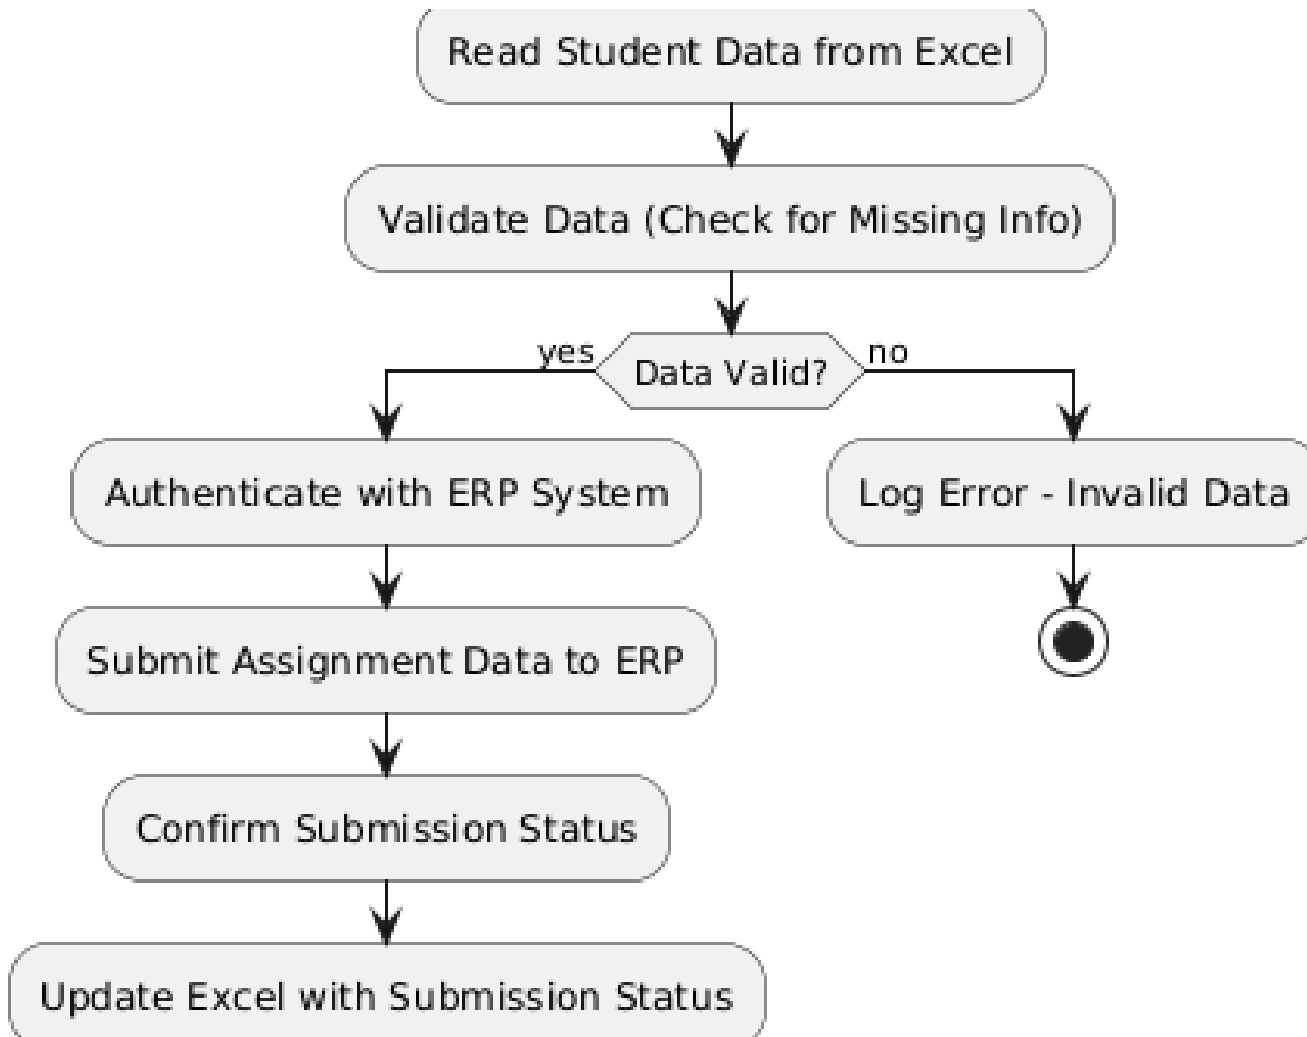 Read Student Data from Excel
Validate Data (Check for Missing Info)
yes
Data Valid?
no
Authenticate with ERP System
Log Error - Invalid Data
Submit Assignment Data to ERP
Confirm Submission Status
Update Excel with Submission Status